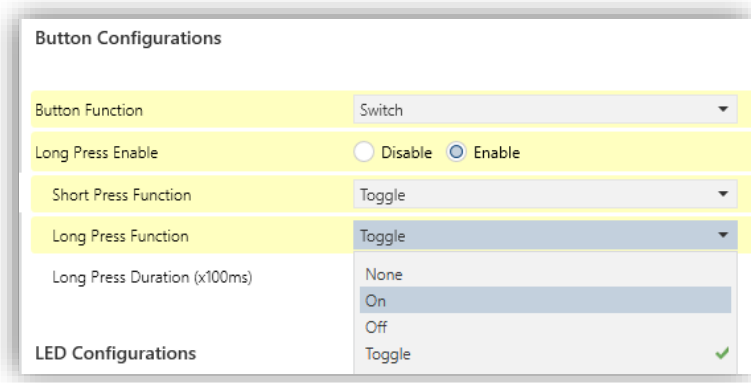 Button Configurations
Button Function Switch
Long Press Enable Disable Enable
Short Press Function Toggle
Long Press Function Toggle
Long Press Duration (x100ms)
None
On
Off
LED Configurations Toggle